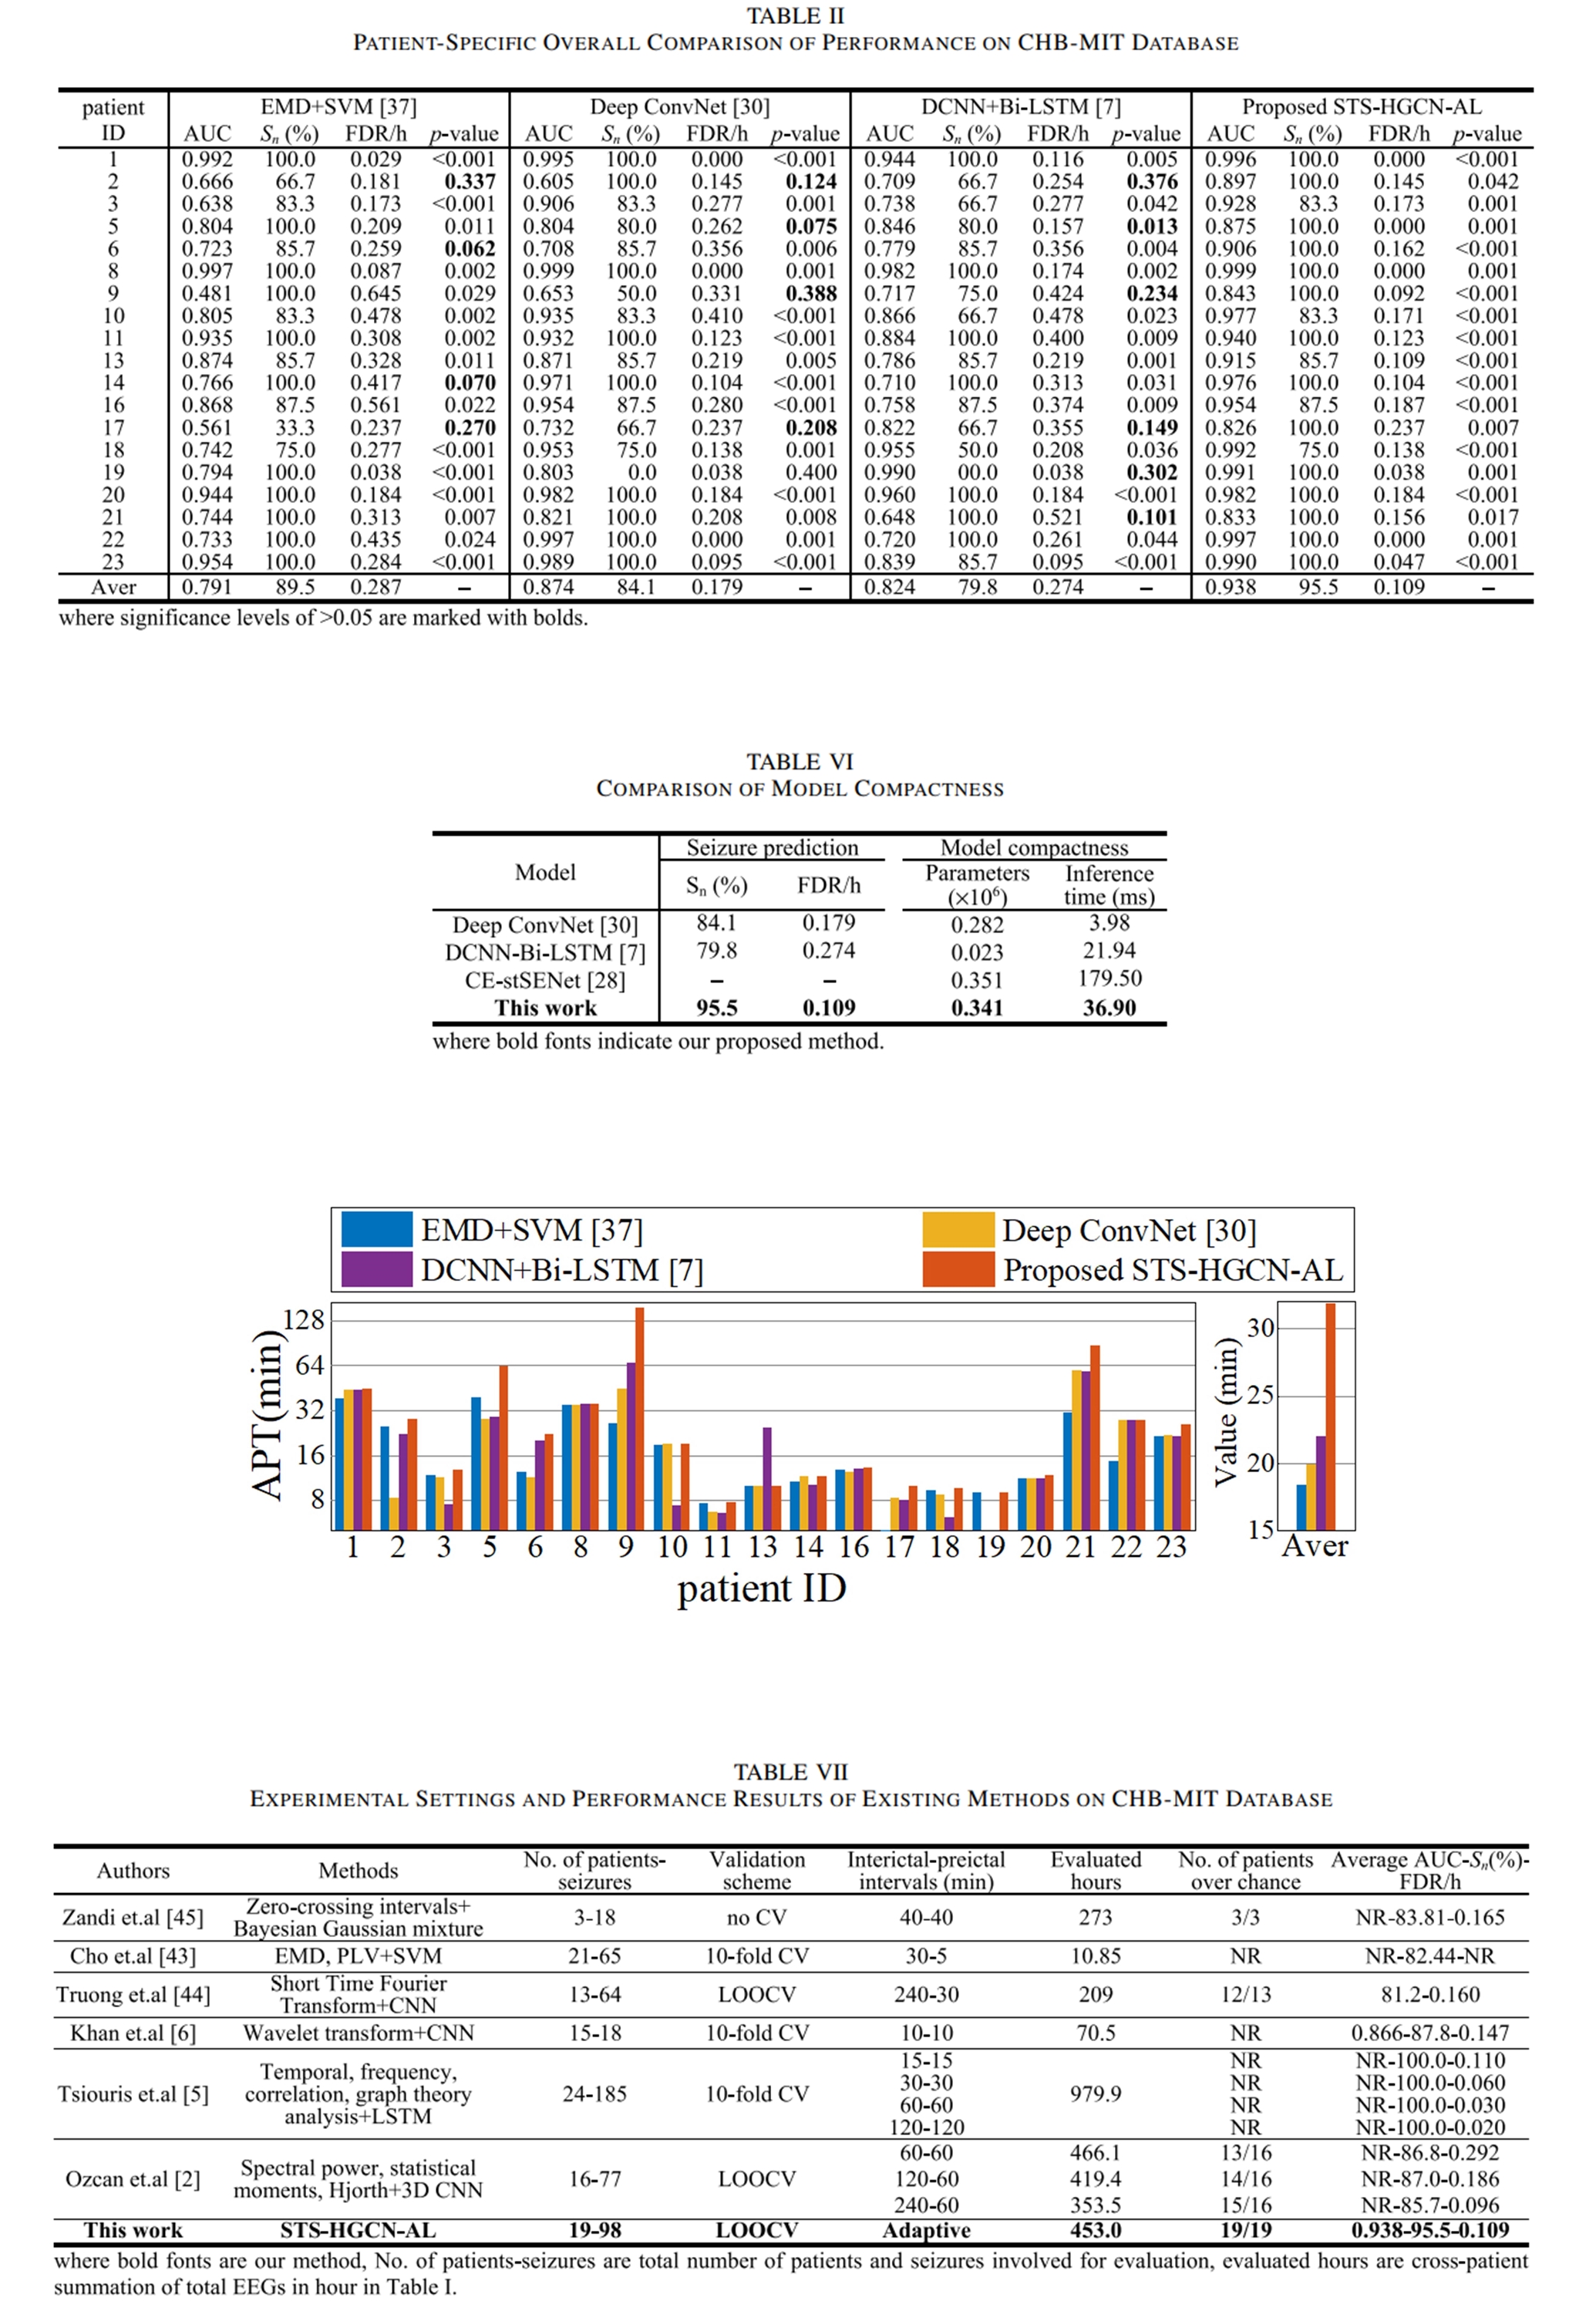 TABLE II
PATIENT-SPECIFIC OVERALL COMPARISON OF PERFORMANCE ON CHB-MIT DATABASE
patient ID EMD+SVM [37] Deep ConvNet [30] DCNN+Bi-LSTM [7] Proposed STS-HGCN-AL
AUC Sn (%) FDR/h p-value AUC Sn (%) FDR/h p-value AUC Sn (%) FDR/h p-value AUC Sn (%) FDR/h p-value
1 0.992 100.0 0.029 <0.001 0.995 100.0 0.000 <0.001 0.944 100.0 0.116 0.005 0.996 100.0 0.000 <0.001
2 0.666 66.7 0.181 0.337 0.605 100.0 0.145 0.124 0.709 66.7 0.254 0.376 0.897 100.0 0.145 0.042
3 0.638 83.3 0.173 <0.001 0.906 83.3 0.277 0.001 0.738 66.7 0.277 0.042 0.928 83.3 0.173 0.001
5 0.804 100.0 0.209 0.011 0.804 80.0 0.262 0.075 0.846 80.0 0.157 0.013 0.875 100.0 0.000 0.001
6 0.723 85.7 0.259 0.062 0.708 85.7 0.356 0.006 0.779 85.7 0.356 0.004 0.906 100.0 0.162 <0.001
8 0.997 100.0 0.087 0.002 0.999 100.0 0.000 0.001 0.982 100.0 0.174 0.002 0.999 100.0 0.000 0.001
9 0.481 100.0 0.645 0.029 0.653 50.0 0.331 0.388 0.717 75.0 0.424 0.234 0.843 100.0 0.092 <0.001
10 0.805 83.3 0.478 0.002 0.935 83.3 0.410 <0.001 0.866 66.7 0.478 0.023 0.977 83.3 0.171 <0.001
11 0.935 100.0 0.308 0.002 0.932 100.0 0.123 <0.001 0.884 100.0 0.400 0.009 0.940 100.0 0.123 <0.001
13 0.874 85.7 0.328 0.011 0.871 85.7 0.219 0.005 0.786 85.7 0.219 0.001 0.915 85.7 0.109 <0.001
14 0.766 100.0 0.417 0.070 0.971 100.0 0.104 <0.001 0.710 100.0 0.313 0.031 0.976 100.0 0.104 <0.001
16 0.868 87.5 0.561 0.022 0.954 87.5 0.280 <0.001 0.758 87.5 0.374 0.009 0.954 87.5 0.187 <0.001
17 0.561 33.3 0.237 0.270 0.732 66.7 0.237 0.208 0.822 66.7 0.355 0.149 0.826 100.0 0.237 0.007
18 0.742 75.0 0.277 <0.001 0.953 75.0 0.138 0.001 0.955 50.0 0.208 0.036 0.992 75.0 0.138 <0.001
19 0.794 100.0 0.038 <0.001 0.803 0.0 0.038 0.400 0.990 00.0 0.038 0.302 0.991 100.0 0.038 0.001
20 0.944 100.0 0.184 <0.001 0.982 100.0 0.184 <0.001 0.960 100.0 0.184 <0.001 0.982 100.0 0.184 <0.001
21 0.744 100.0 0.313 0.007 0.821 100.0 0.208 0.008 0.648 100.0 0.521 0.101 0.833 100.0 0.156 0.017
22 0.733 100.0 0.435 0.024 0.997 100.0 0.000 0.001 0.720 100.0 0.261 0.044 0.997 100.0 0.000 0.001
23 0.954 100.0 0.284 <0.001 0.989 100.0 0.095 <0.001 0.839 85.7 0.095 <0.001 0.990 100.0 0.047 <0.001
Aver 0.791 89.5 0.287 – 0.874 84.1 0.179 – 0.824 79.8 0.274 – 0.938 95.5 0.109 –
where significance levels of >0.05 are marked with bolds.
TABLE VI
COMPARISON OF MODEL COMPACTNESS
Model Seizure prediction Model compactness
Sn (%) FDR/h Parameters (×10⁶) Inference time (ms)
Deep ConvNet [30] 84.1 0.179 0.282 3.98
DCNN-Bi-LSTM [7] 79.8 0.274 0.023 21.94
CE-stSENet [28] – – 0.351 179.50
This work 95.5 0.109 0.341 36.90
where bold fonts indicate our proposed method.
EMD+SVM [37] Deep ConvNet [30]
DCNN+Bi-LSTM [7] Proposed STS-HGCN-AL
APT(min)
128
64
32
16
8
1 2 3 5 6 8 9 10 11 13 14 16 17 18 19 20 21 22 23
patient ID
Value (min)
30
25
20
15
Aver
TABLE VII
EXPERIMENTAL SETTINGS AND PERFORMANCE RESULTS OF EXISTING METHODS ON CHB-MIT DATABASE
Authors Methods No. of patients-seizures Validation scheme Interictal-preictal intervals (min) Evaluated hours No. of patients over chance Average AUC-Sn(%)-FDR/h
Zandi et.al [45] Zero-crossing intervals+ Bayesian Gaussian mixture 3-18 no CV 40-40 273 3/3 NR-83.81-0.165
Cho et.al [43] EMD, PLV+SVM 21-65 10-fold CV 30-5 10.85 NR NR-82.44-NR
Truong et.al [44] Short Time Fourier Transform+CNN 13-64 LOOCV 240-30 209 12/13 81.2-0.160
Khan et.al [6] Wavelet transform+CNN 15-18 10-fold CV 10-10 70.5 NR 0.866-87.8-0.147
Tsiouris et.al [5] Temporal, frequency, correlation, graph theory analysis+LSTM 24-185 10-fold CV 979.9
15-15 NR NR-100.0-0.110
30-30 NR NR-100.0-0.060
60-60 NR NR-100.0-0.030
120-120 NR NR-100.0-0.020
Ozcan et.al [2] Spectral power, statistical moments, Hjorth+3D CNN 16-77 LOOCV
60-60 466.1 13/16 NR-86.8-0.292
120-60 419.4 14/16 NR-87.0-0.186
240-60 353.5 15/16 NR-85.7-0.096
This work STS-HGCN-AL 19-98 LOOCV Adaptive 453.0 19/19 0.938-95.5-0.109
where bold fonts are our method, No. of patients-seizures are total number of patients and seizures involved for evaluation, evaluated hours are cross-patient
summation of total EEGs in hour in Table I.